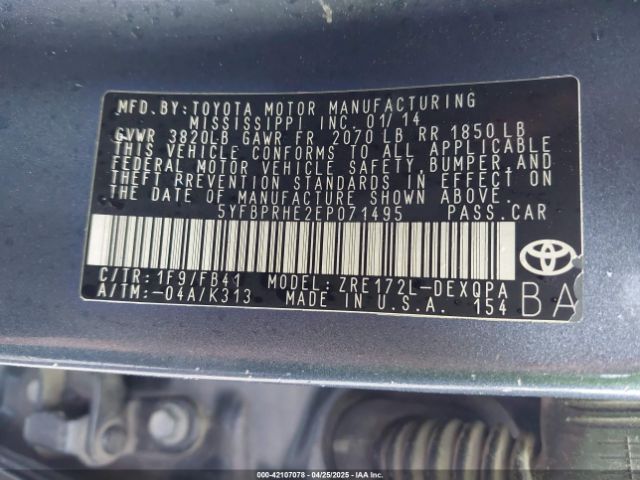 MFD.BY:TOYOTA MOTOR MANUFACTURING
MISSISSIPPI INC. 01/14
GVWR 3820LB GAWR FR 2070 LB RR 1850 LB
THIS VEHICLE CONFORMS TO ALL APPLICABLE
FEDERAL MOTOR VEHICLE SAFETY, BUMPER, AND
THEFT PREVENTION STANDARDS IN EFFECT ON
THE DATE OF MANUFACTURE SHOWN ABOVE.
5YFBPRHE2EP071495 PASS.CAR
C/TR:1F9/FB41 MODEL:ZRE172L-DEXQPA
A/TM:-04A/K313 MADE IN U.S.A. 154
BA
000-42107078 - 04/25/2025 - IAAI.COM